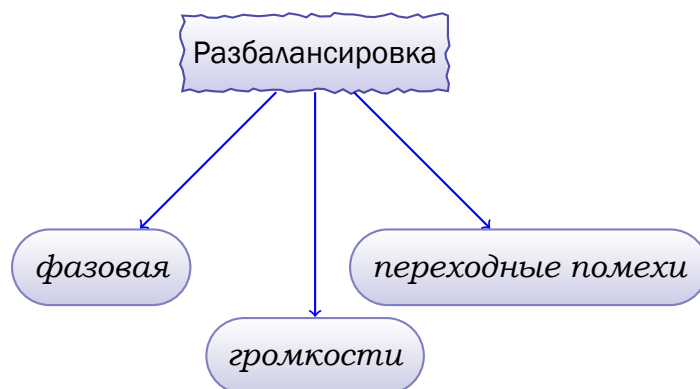 Разбалансировка
фазовая
переходные помехи
громкости